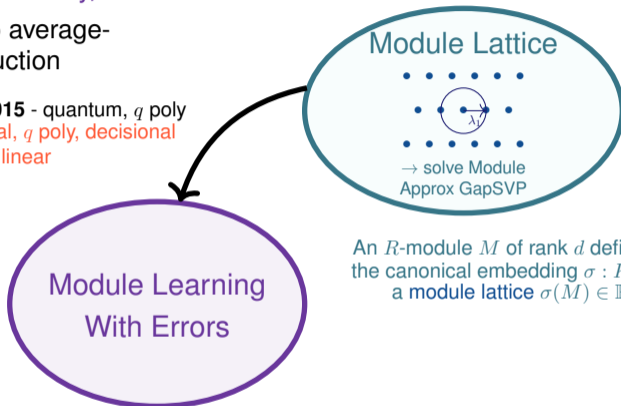 average-
uction
015 - quantum, q poly
al, q poly, decisional
linear
Module Lattice
λ₁
→ solve Module
Approx GapSVP
Module Learning
With Errors
An R-module M of rank d defi
the canonical embedding σ :
a module lattice σ(M) ∈